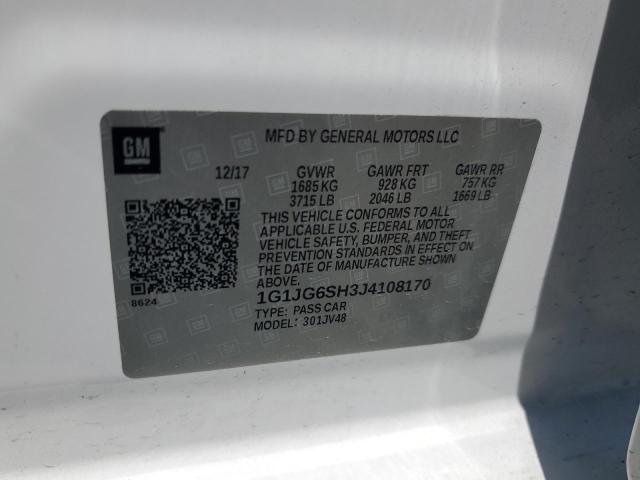 GM
MFD BY GENERAL MOTORS LLC
12/17 GVWR GAWR FRT GAWR RR
1685 KG 928 KG 757 KG
3715 LB 2046 LB 1669 LB
THIS VEHICLE CONFORMS TO ALL
APPLICABLE U.S. FEDERAL MOTOR
VEHICLE SAFETY, BUMPER, AND THEFT
PREVENTION STANDARDS IN EFFECT ON
THE DATE OF MANUFACTURE SHOWN
ABOVE.
8624
1G1JG6SH3J4108170
TYPE: PASS CAR
MODEL: 301JV48